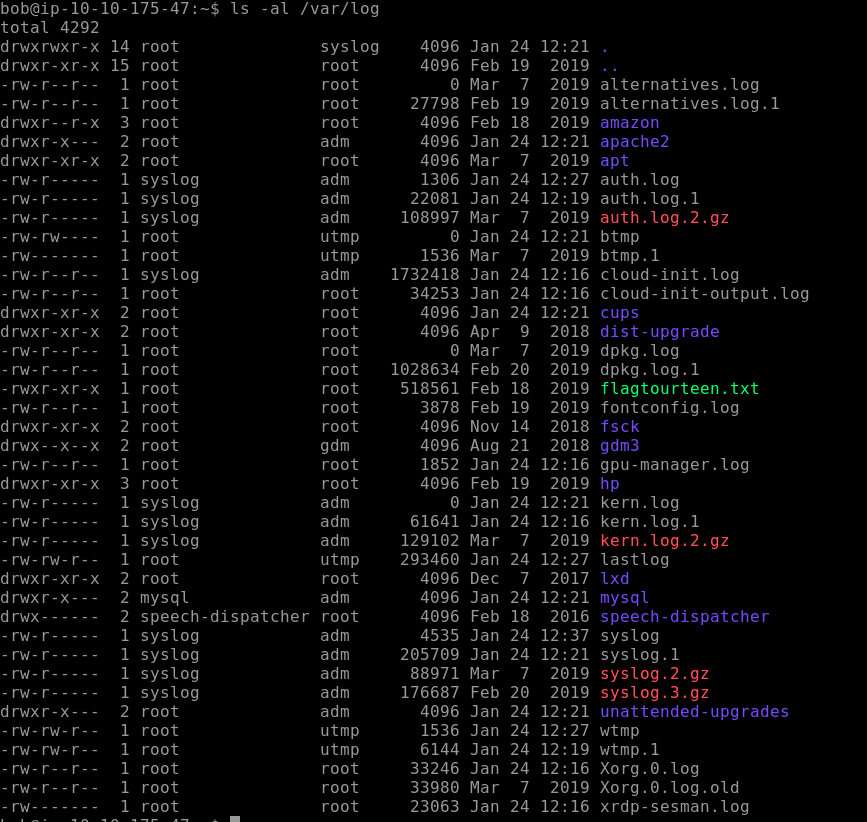 bob@ip-10-10-175-47:~$ ls -al /var/log
total 4292
drwxrwxr-x 14 root              syslog    4096 Jan 24 12:21 .
drwxr-xr-x 15 root              root      4096 Feb 19  2019 ..
-rw-r--r--  1 root              root         0 Mar  7  2019 alternatives.log
-rw-r--r--  1 root              root     27798 Feb 19  2019 alternatives.log.1
drwxr--r-x  3 root              root      4096 Feb 18  2019 amazon
drwxr-x---  2 root              adm       4096 Jan 24 12:21 apache2
drwxr-xr-x  2 root              root      4096 Mar  7  2019 apt
-rw-r-----  1 syslog            adm       1306 Jan 24 12:27 auth.log
-rw-r-----  1 syslog            adm      22081 Jan 24 12:19 auth.log.1
-rw-r-----  1 syslog            adm     108997 Mar  7  2019 auth.log.2.gz
-rw-rw----  1 root              utmp         0 Jan 24 12:21 btmp
-rw-------  1 root              utmp      1536 Mar  7  2019 btmp.1
-rw-r--r--  1 syslog            adm    1732418 Jan 24 12:16 cloud-init.log
-rw-r--r--  1 root              root     34253 Jan 24 12:16 cloud-init-output.log
drwxr-xr-x  2 root              root      4096 Jan 24 12:21 cups
drwxr-xr-x  2 root              root      4096 Apr  9  2018 dist-upgrade
-rw-r--r--  1 root              root         0 Mar  7  2019 dpkg.log
-rw-r--r--  1 root              root   1028634 Feb 20  2019 dpkg.log.1
-rwxr-xr-x  1 root              root    518561 Feb 18  2019 flagtourteen.txt
-rw-r--r--  1 root              root      3878 Feb 19  2019 fontconfig.log
drwxr-xr-x  2 root              root      4096 Nov 14  2018 fsck
drwx--x--x  2 root              gdm       4096 Aug 21  2018 gdm3
-rw-r--r--  1 root              root      1852 Jan 24 12:16 gpu-manager.log
drwxr-xr-x  3 root              root      4096 Feb 19  2019 hp
-rw-r-----  1 syslog            adm          0 Jan 24 12:21 kern.log
-rw-r-----  1 syslog            adm      61641 Jan 24 12:16 kern.log.1
-rw-r-----  1 syslog            adm     129102 Mar  7  2019 kern.log.2.gz
-rw-rw-r--  1 root              utmp    293460 Jan 24 12:27 lastlog
drwxr-xr-x  2 root              root      4096 Dec  7  2017 lxd
drwxr-x---  2 mysql             adm       4096 Jan 24 12:21 mysql
drwx------  2 speech-dispatcher root      4096 Feb 18  2016 speech-dispatcher
-rw-r-----  1 syslog            adm       4535 Jan 24 12:37 syslog
-rw-r-----  1 syslog            adm     205709 Jan 24 12:21 syslog.1
-rw-r-----  1 syslog            adm      88971 Mar  7  2019 syslog.2.gz
-rw-r-----  1 syslog            adm     176687 Feb 20  2019 syslog.3.gz
drwxr-x---  2 root              adm       4096 Jan 24 12:21 unattended-upgrades
-rw-rw-r--  1 root              utmp      1536 Jan 24 12:27 wtmp
-rw-rw-r--  1 root              utmp      6144 Jan 24 12:19 wtmp.1
-rw-r--r--  1 root              root     33246 Jan 24 12:16 Xorg.0.log
-rw-r--r--  1 root              root     33980 Mar  7  2019 Xorg.0.log.old
-rw-------  1 root              root     23063 Jan 24 12:16 xrdp-sesman.log
bob@ip-10-10-175-47:~$